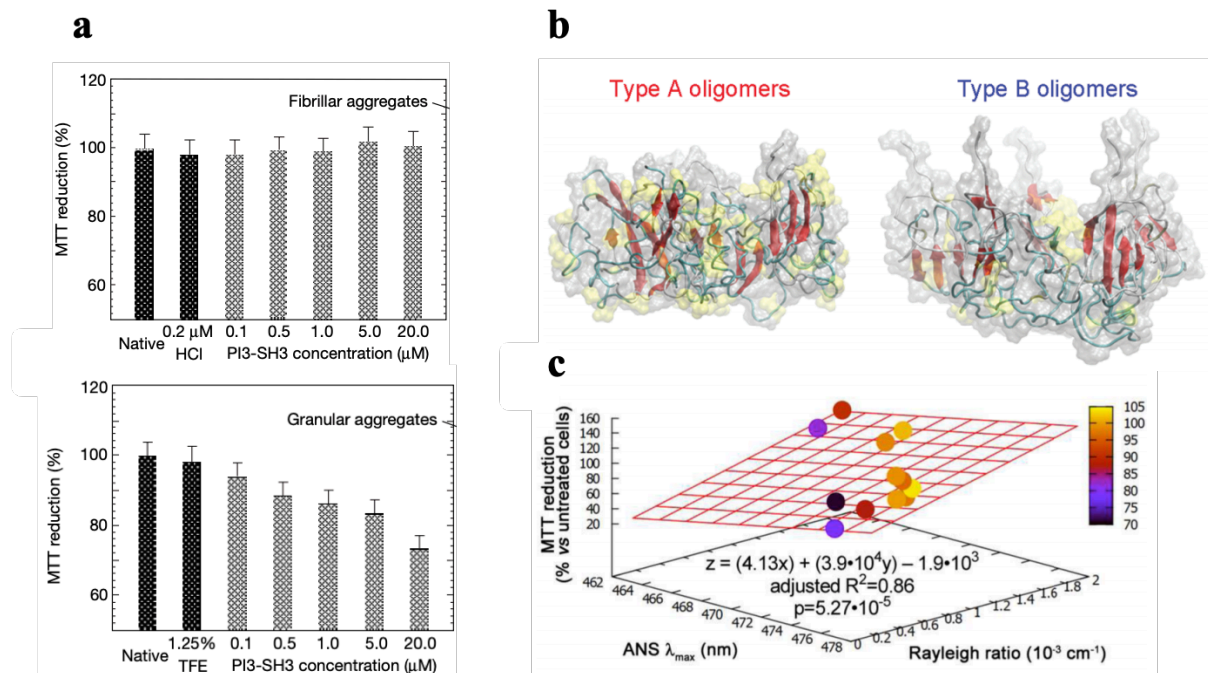 a
120
100
80
60
MTT reduction (%)
Fibrillar aggregates
Native
0.2 μM
HCl
0.1 0.5 1.0 5.0 20.0
PI3-SH3 concentration (μM)
120
100
80
60
MTT reduction (%)
Granular aggregates
Native
1.25%
TFE
0.1 0.5 1.0 5.0 20.0
PI3-SH3 concentration (μM)
b
Type A oligomers
Type B oligomers
c
MTT reduction
(% vs untreated cells)
160
140
120
100
80
60
40
20
105
100
95
90
85
80
75
70
z = (4.13x) + (3.9•10⁴y) – 1.9•10³
adjusted R²=0.86
p=5.27•10⁻⁵
462
464
466
468
470
472
474
476
478
ANS λmax (nm)
0
0.2
0.4
0.6
0.8
1
1.2
1.4
1.6
1.8
2
Rayleigh ratio (10⁻³ cm⁻¹)